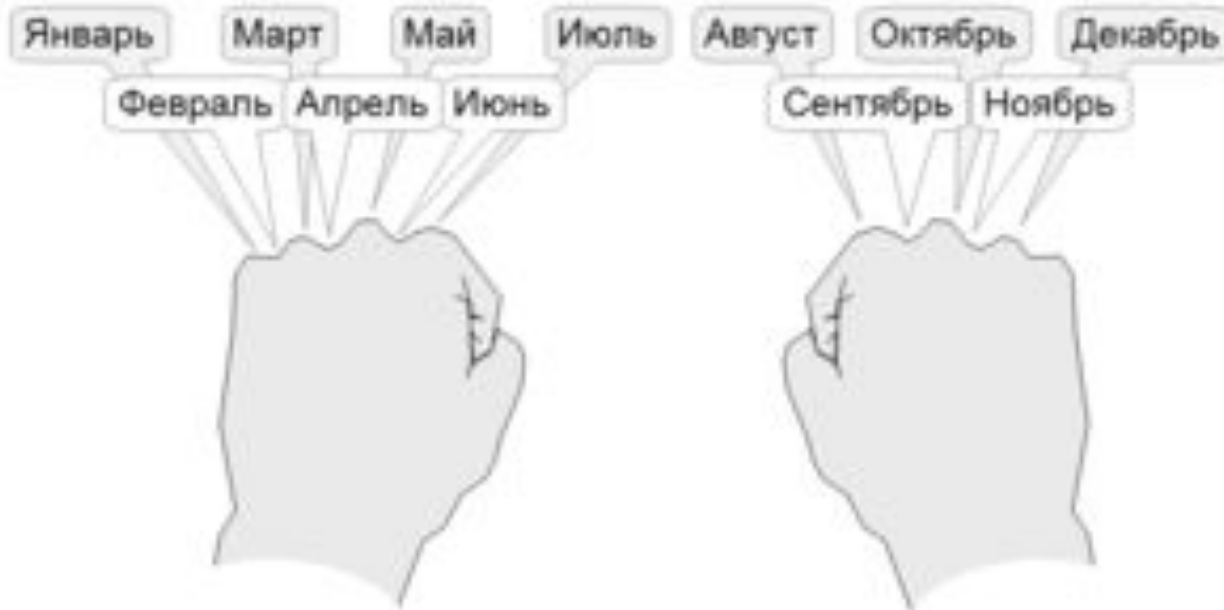 Январь Март Май Июль Август Октябрь Декабрь
Февраль Апрель Июнь Сентябрь Ноябрь